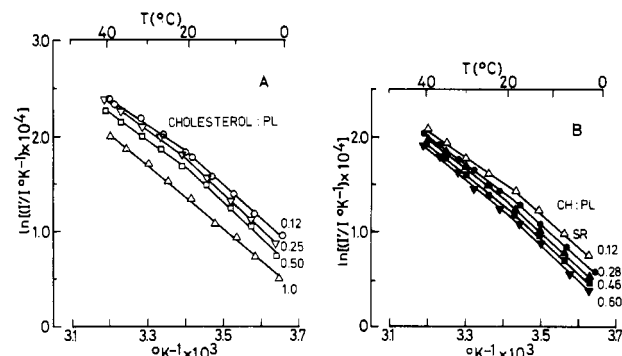 T(°C)
40 20 0
A
3.0
2.0
1.0
0
ln[(I'/I °K⁻¹)×10⁴]
CHOLESTEROL : PL
0.12
0.25
0.50
1.0
3.1 3.3 3.5 3.7
°K⁻¹×10³
T(°C)
40 20 0
B
2.0
1.0
0
ln[(I'/I °K⁻¹)×10⁴]
CH : PL
SR
0.12
0.28
0.46
0.60
3.1 3.3 3.5 3.7
°K⁻¹×10³